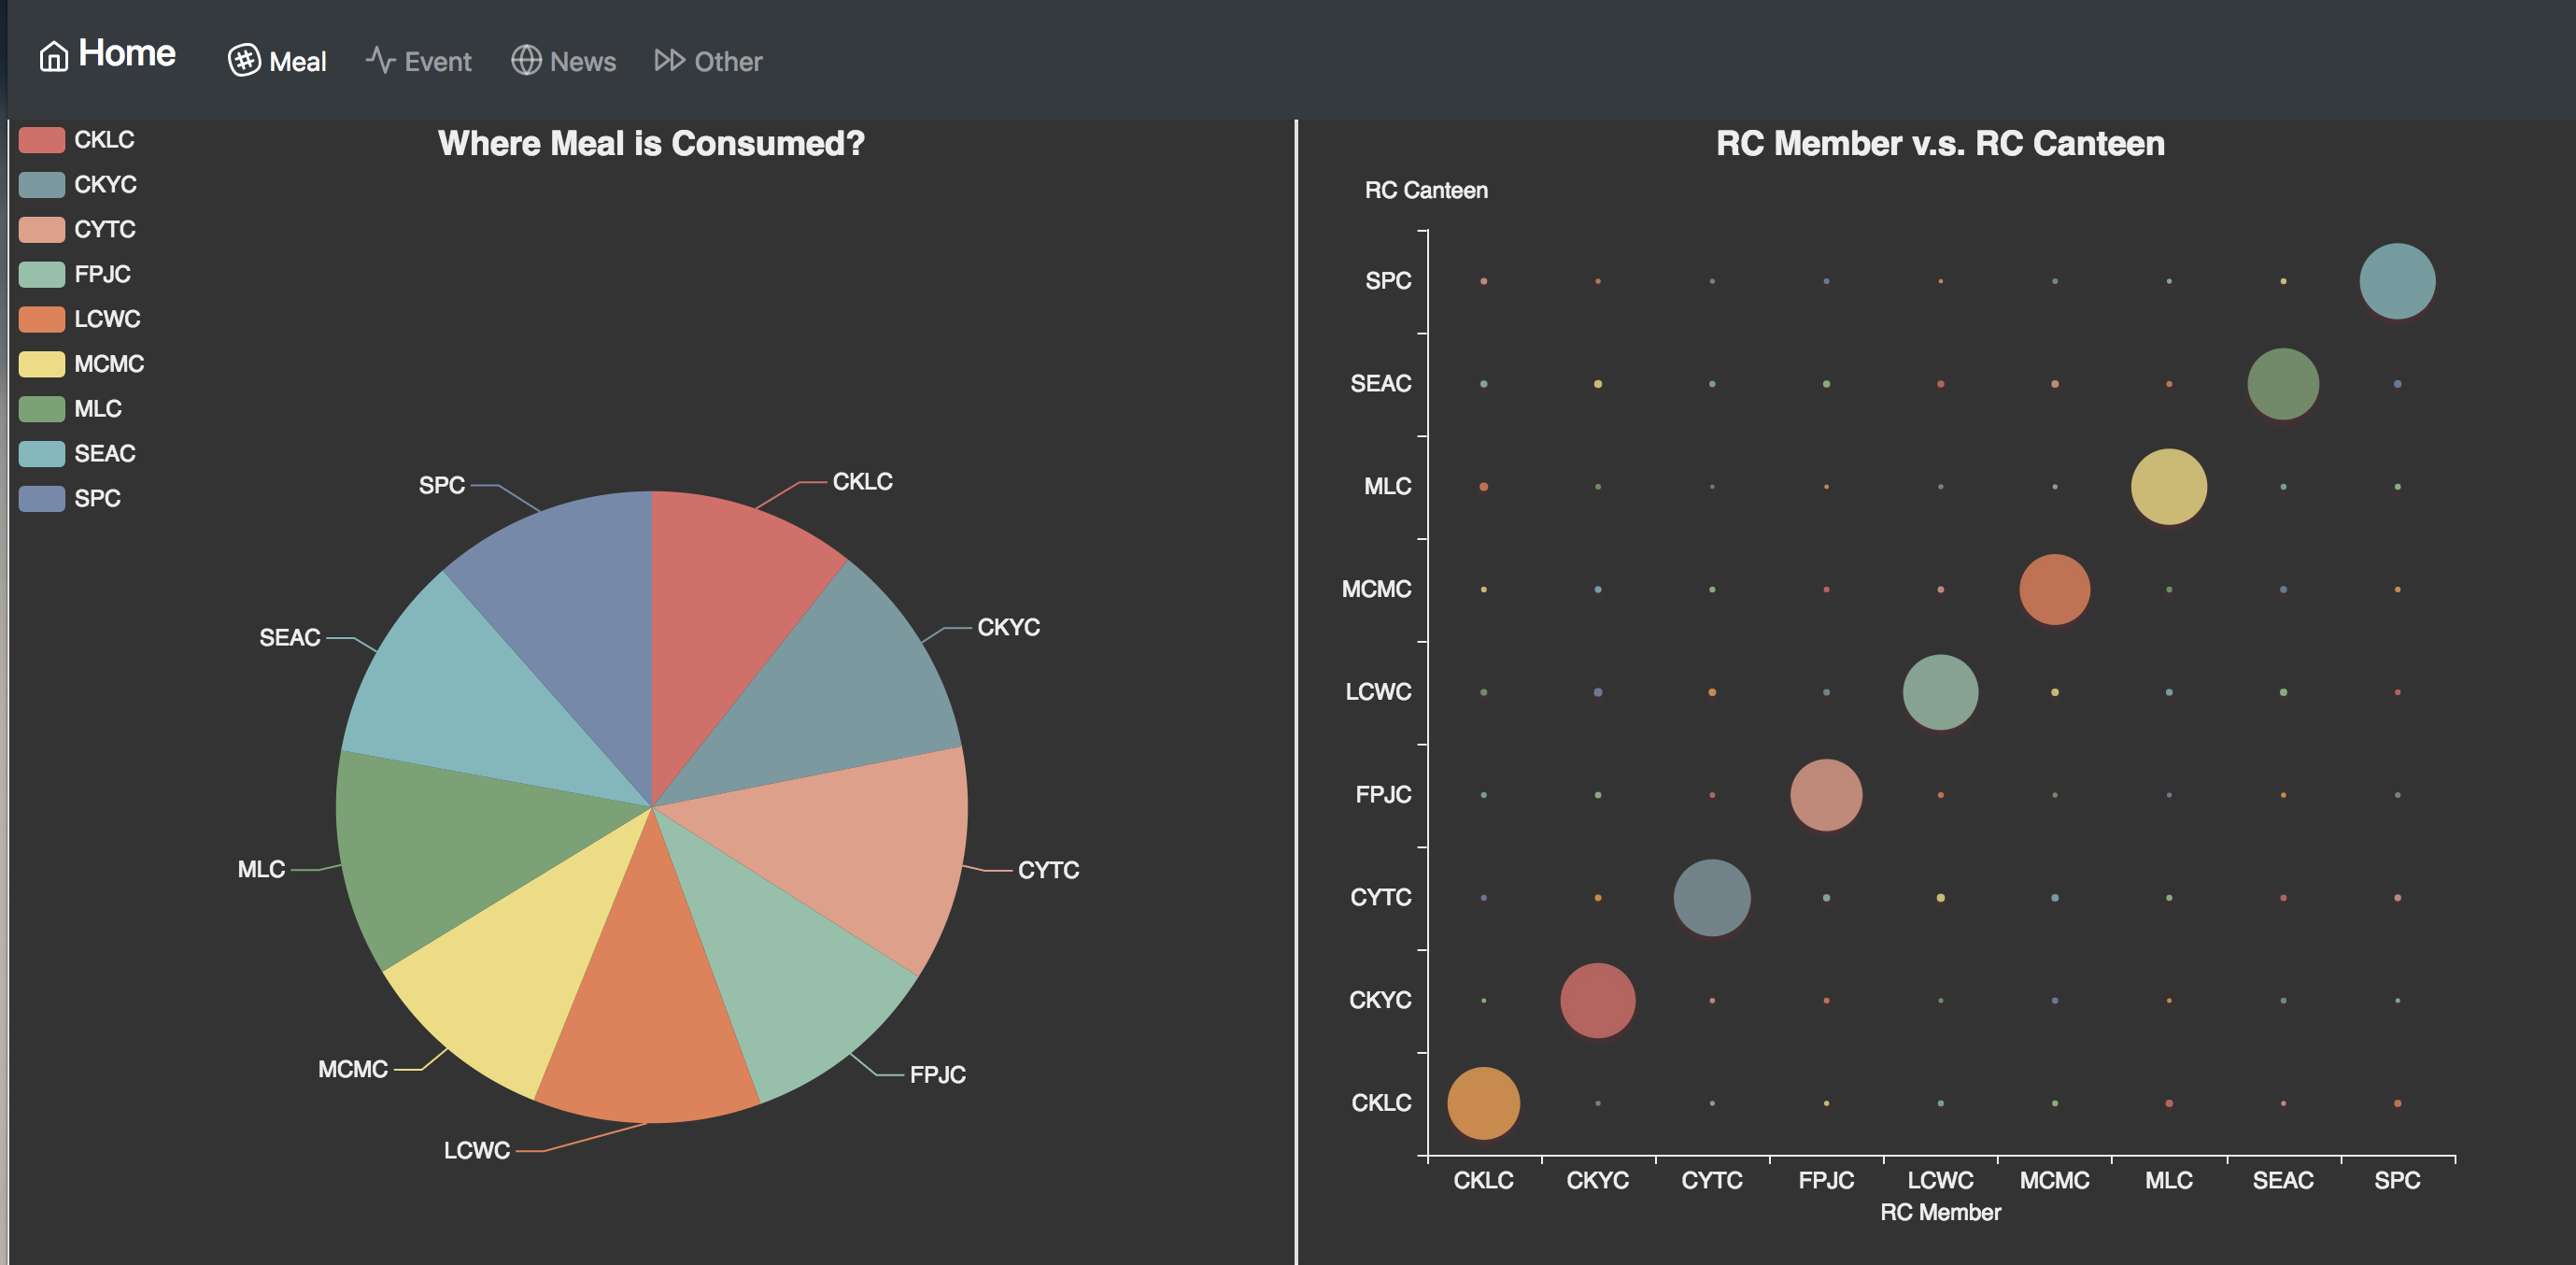 Home Meal Event News Other
CKLC
CKYC
CYTC
FPJC
LCWC
MCMC
MLC
SEAC
SPC
Where Meal is Consumed?
SPC
CKLC
CKYC
SEAC
CYTC
MLC
MCMC
FPJC
LCWC
RC Member v.s. RC Canteen
RC Canteen
SPC
SEAC
MLC
MCMC
LCWC
FPJC
CYTC
CKYC
CKLC
CKLC CKYC CYTC FPJC LCWC MCMC MLC SEAC SPC
RC Member